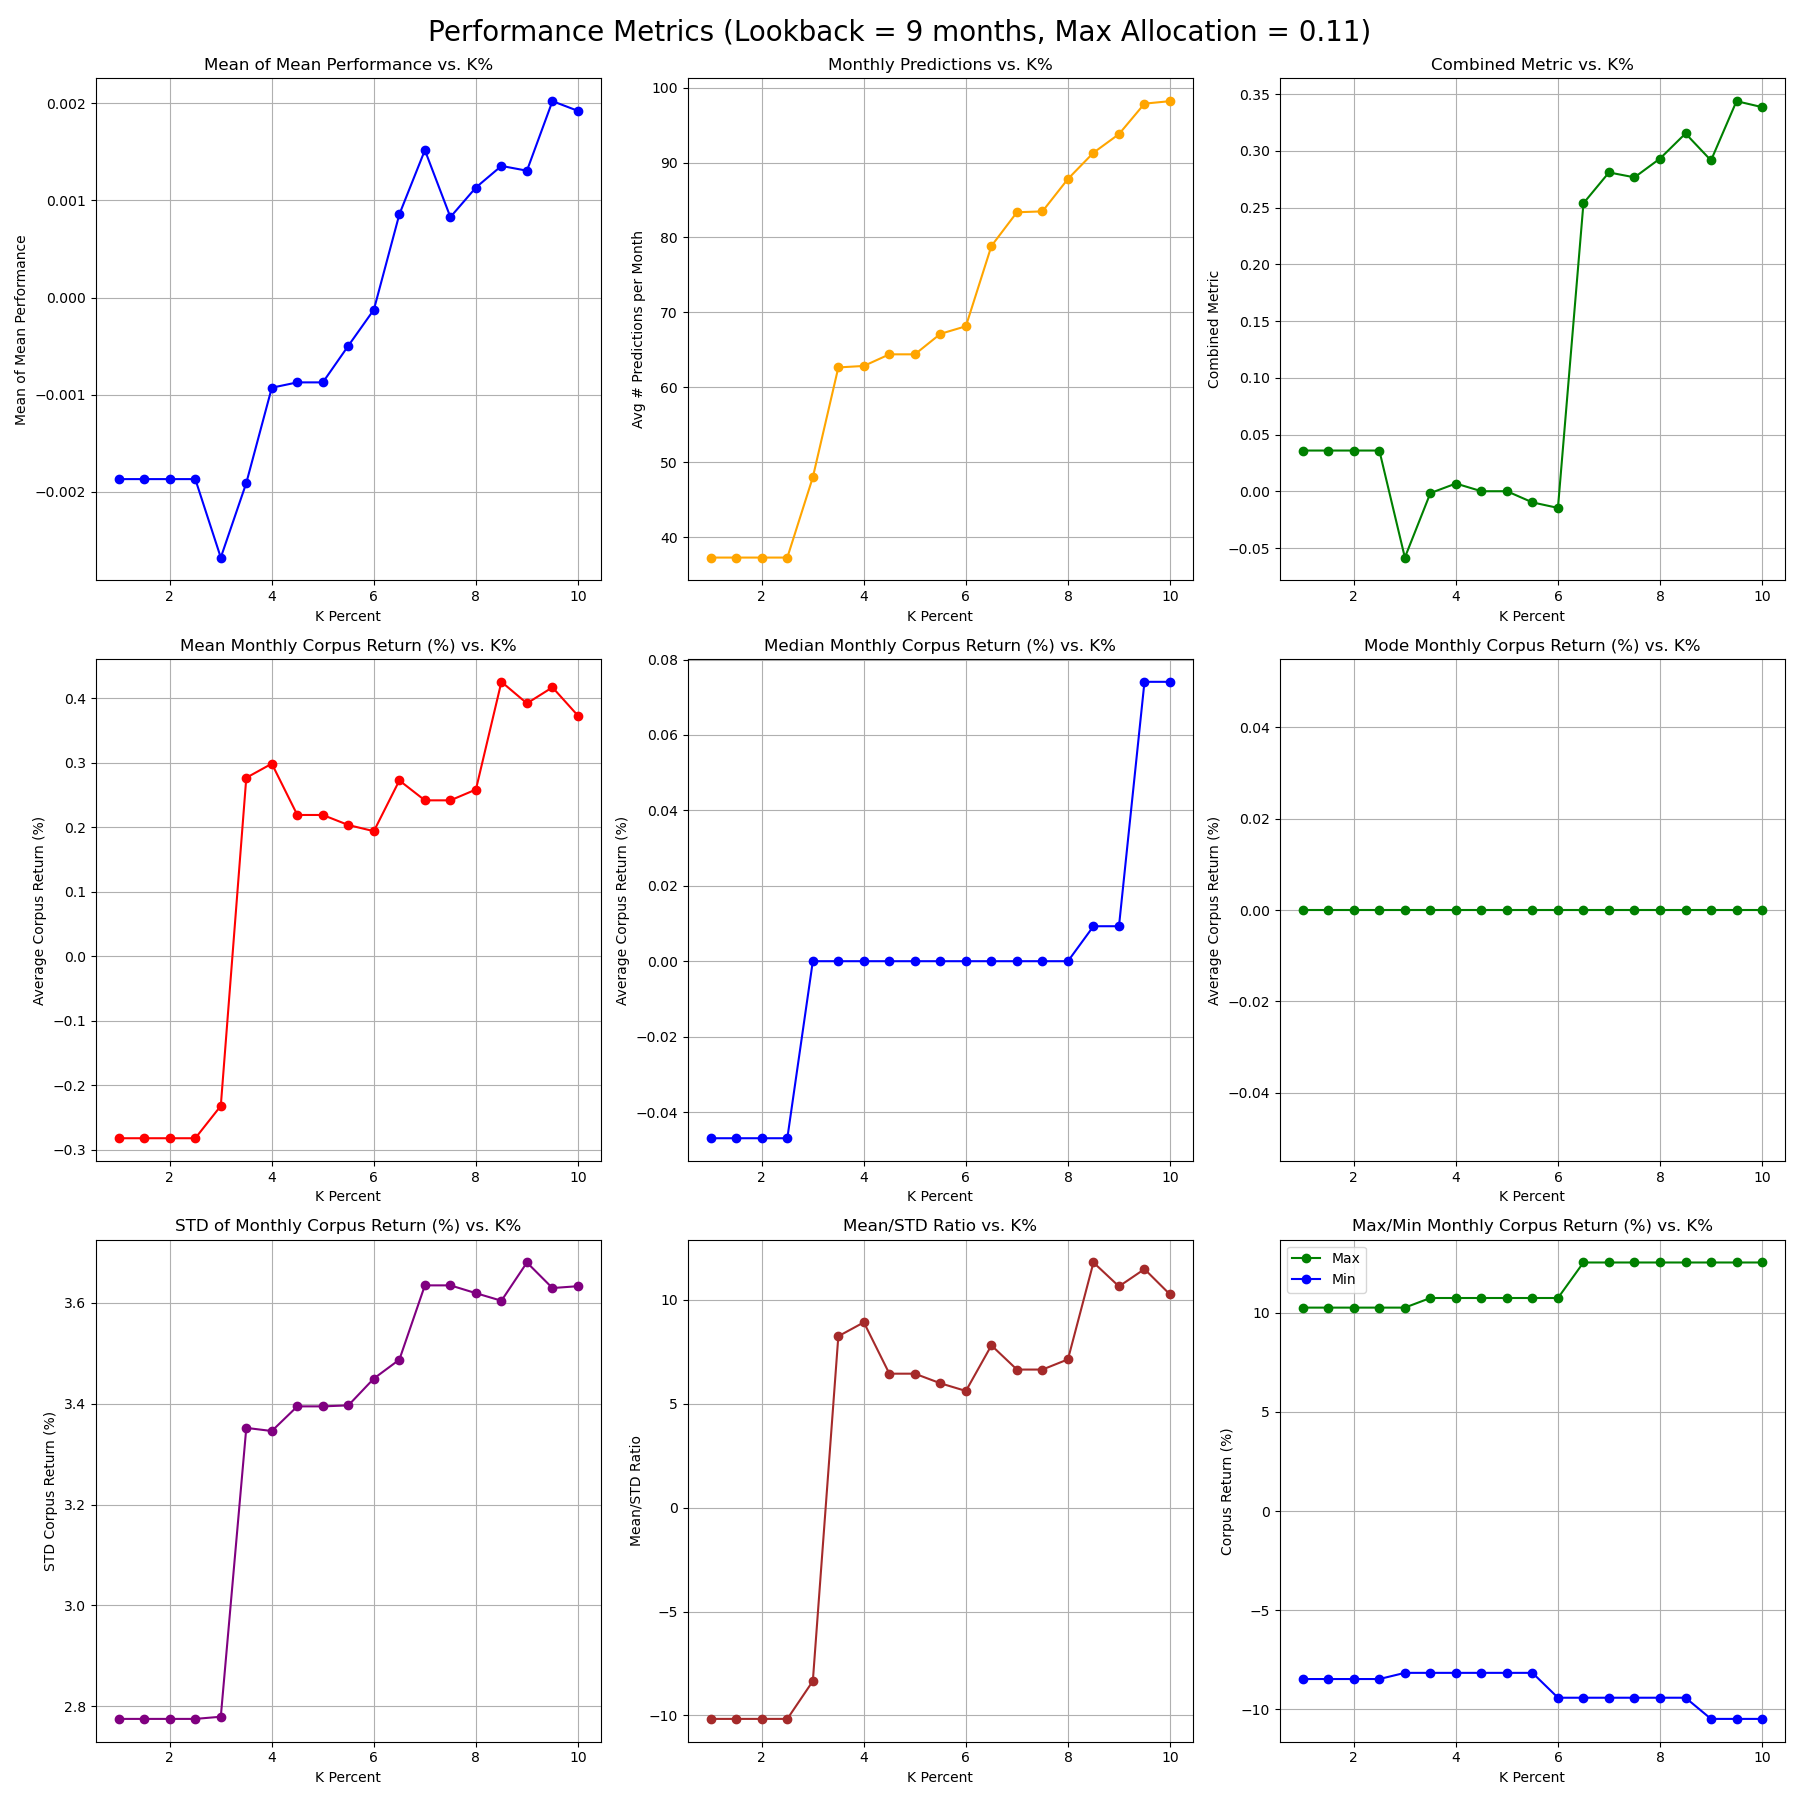 Performance Metrics (Lookback = 9 months, Max Allocation = 0.11)
Mean of Mean Performance vs. K%
Mean of Mean Performance
0.002
0.001
0.000
−0.001
−0.002
2 4 6 8 10
K Percent
Monthly Predictions vs. K%
Avg # Predictions per Month
100
90
80
70
60
50
40
2 4 6 8 10
K Percent
Combined Metric vs. K%
Combined Metric
0.35
0.30
0.25
0.20
0.15
0.10
0.05
0.00
−0.05
2 4 6 8 10
K Percent
Mean Monthly Corpus Return (%) vs. K%
Average Corpus Return (%)
0.4
0.3
0.2
0.1
0.0
−0.1
−0.2
−0.3
2 4 6 8 10
K Percent
Median Monthly Corpus Return (%) vs. K%
Average Corpus Return (%)
0.08
0.06
0.04
0.02
0.00
−0.02
−0.04
2 4 6 8 10
K Percent
Mode Monthly Corpus Return (%) vs. K%
Average Corpus Return (%)
0.04
0.02
0.00
−0.02
−0.04
2 4 6 8 10
K Percent
STD of Monthly Corpus Return (%) vs. K%
STD Corpus Return (%)
3.6
3.4
3.2
3.0
2.8
2 4 6 8 10
K Percent
Mean/STD Ratio vs. K%
Mean/STD Ratio
10
5
0
−5
−10
2 4 6 8 10
K Percent
Max/Min Monthly Corpus Return (%) vs. K%
Max
Min
Corpus Return (%)
10
5
0
−5
−10
2 4 6 8 10
K Percent